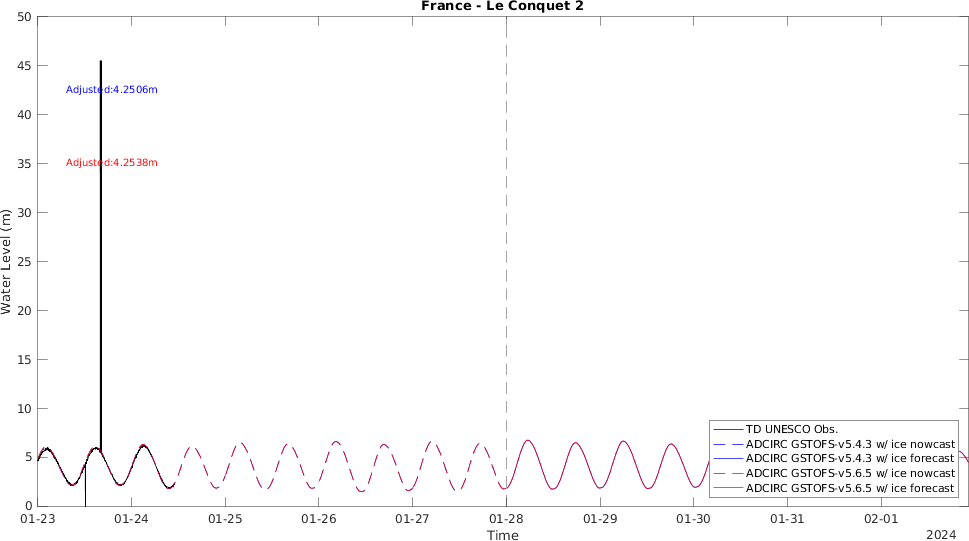 France - Le Conquet 2
Water Level (m)
50
45
40
35
30
25
20
15
10
5
0
Adjusted:4.2506m
Adjusted:4.2538m
TD UNESCO Obs.
ADCIRC GSTOFS-v5.4.3 w/ ice nowcast
ADCIRC GSTOFS-v5.4.3 w/ ice forecast
ADCIRC GSTOFS-v5.6.5 w/ ice nowcast
ADCIRC GSTOFS-v5.6.5 w/ ice forecast
01-23 01-24 01-25 01-26 01-27 01-28 01-29 01-30 01-31 02-01
Time
2024